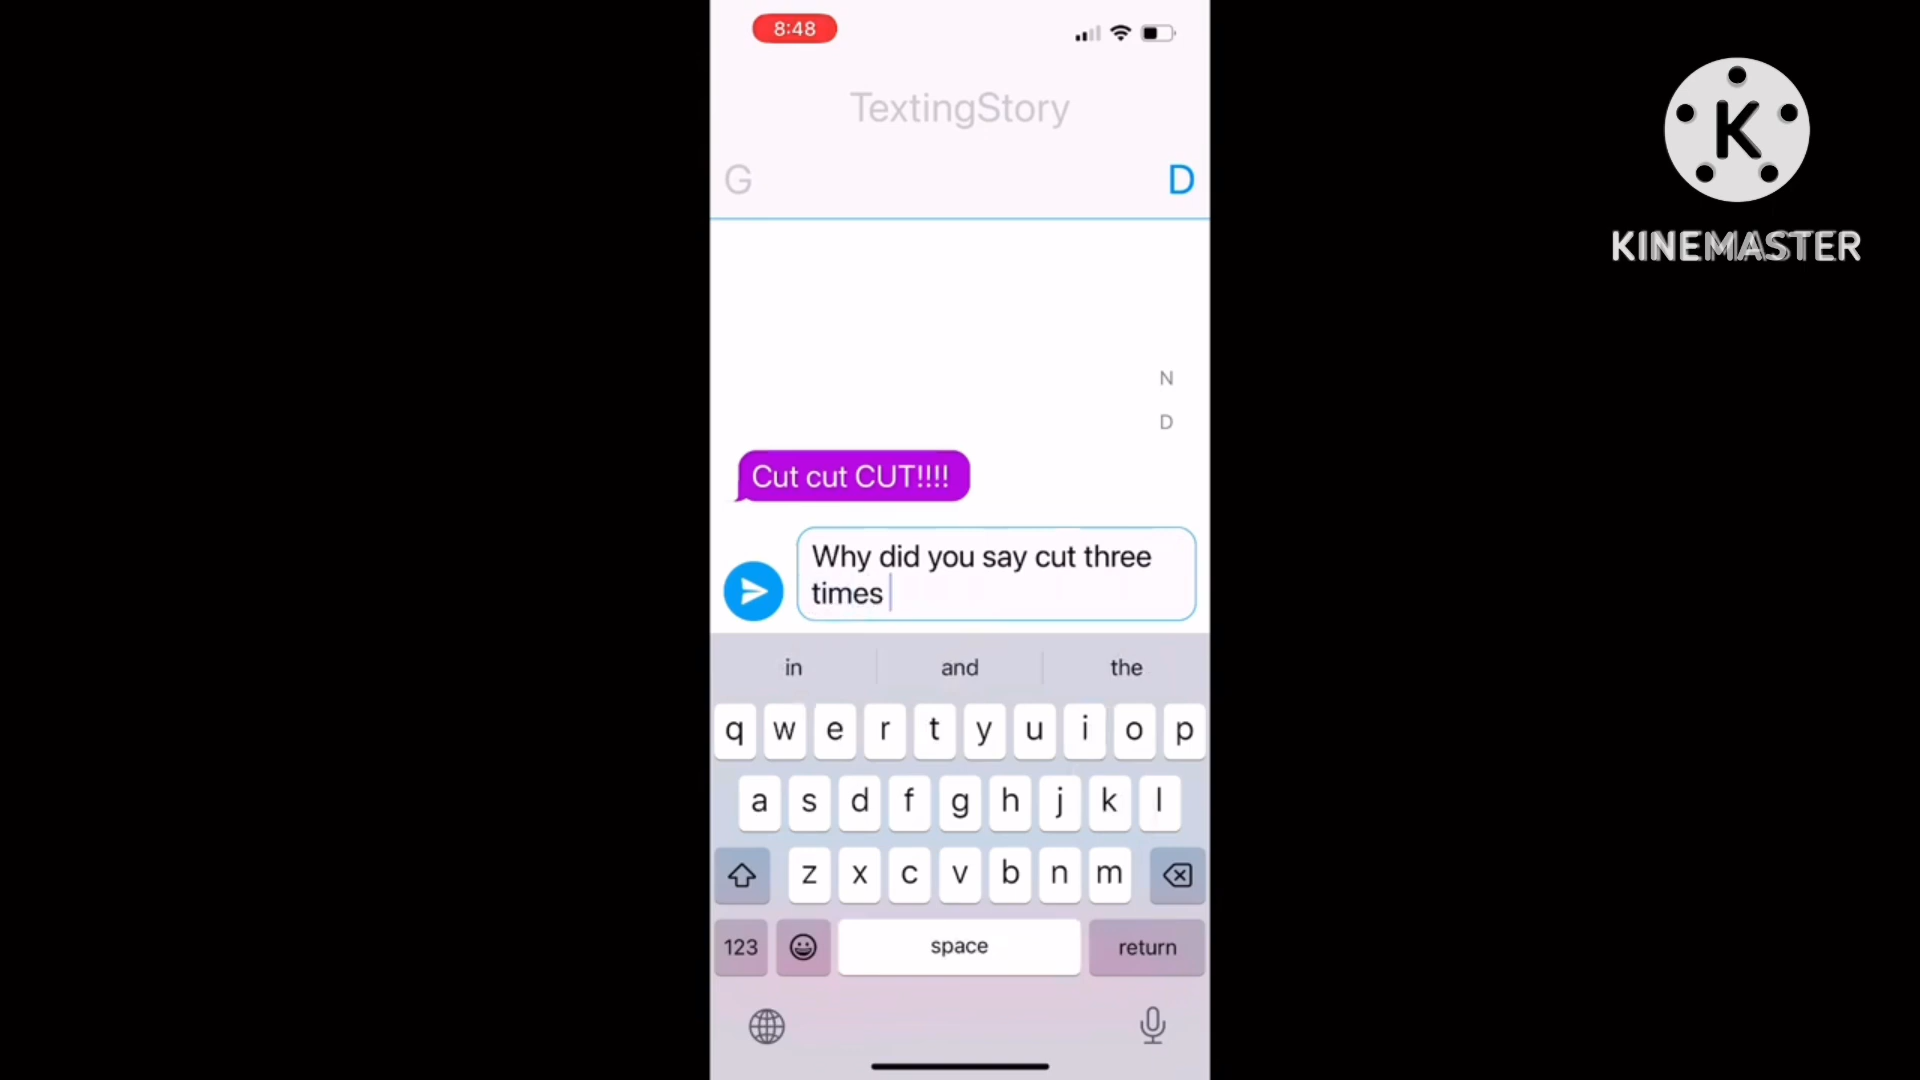 8:48
K
KINEMASTER
TextingStory
G D
N
D
Cut cut CUT!!!!
Why did you say cut three
times
in and the
q w e r t y u i o p
a s d f g h j k l
z x c v b n m
123 space return